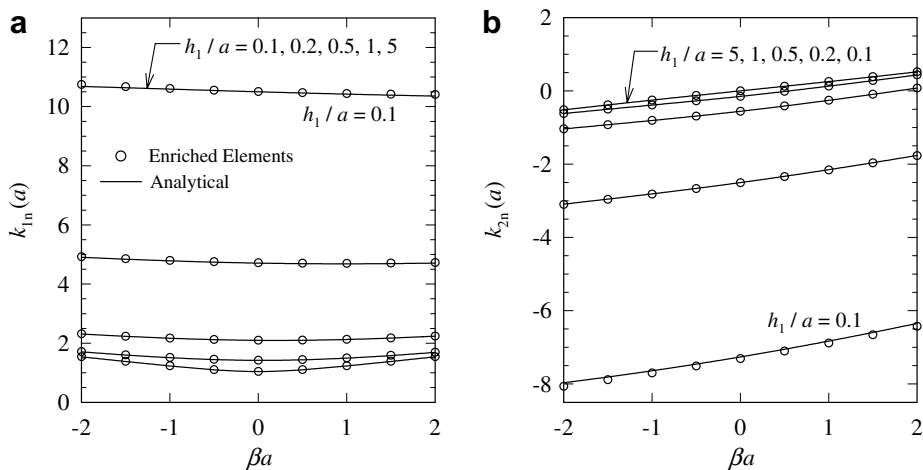 a
12
10
8
6
4
2
0
k1n(a)
h1 / a = 0.1, 0.2, 0.5, 1, 5
h1 / a = 0.1
Enriched Elements
Analytical
-2
-1
0
1
2
βa
b
2
0
-2
-4
-6
-8
k2n(a)
h1 / a = 5, 1, 0.5, 0.2, 0.1
h1 / a = 0.1
-2
-1
0
1
2
βa